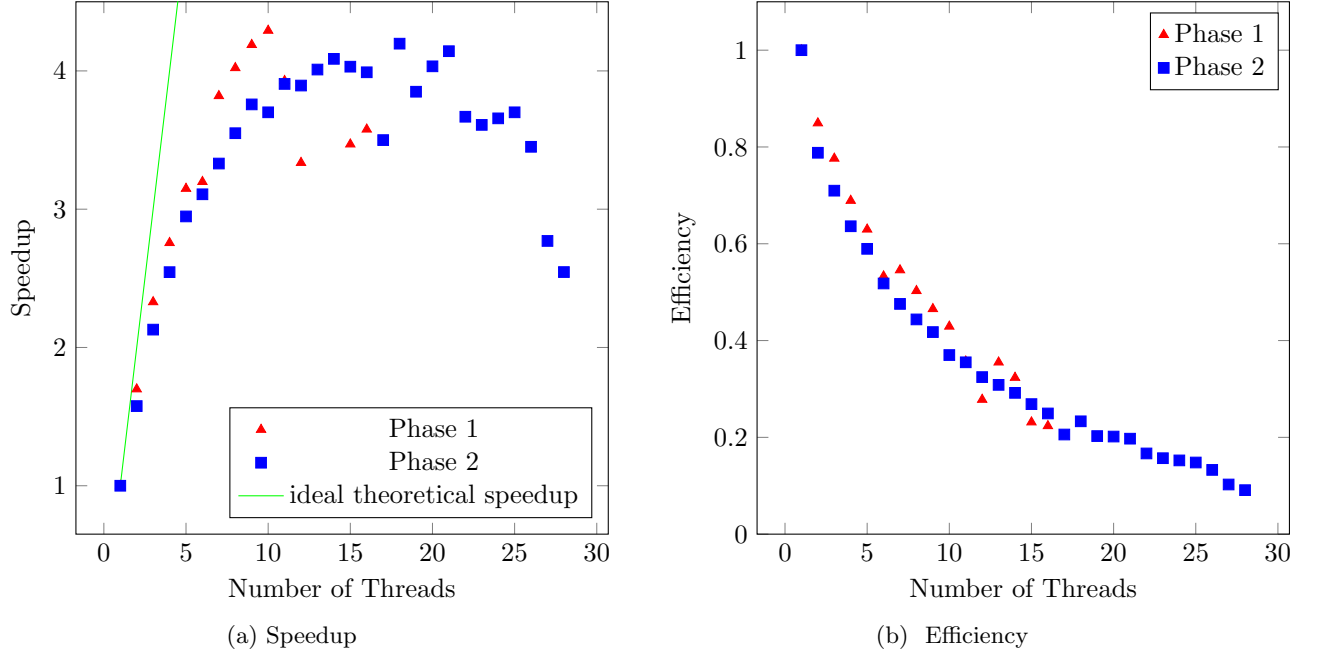 4
3
2
1
Speedup
Phase 1
Phase 2
ideal theoretical speedup
0 5 10 15 20 25 30
Number of Threads
(a) Speedup
1
0.8
0.6
0.4
0.2
0
Efficiency
Phase 1
Phase 2
0 5 10 15 20 25 30
Number of Threads
(b) Efficiency